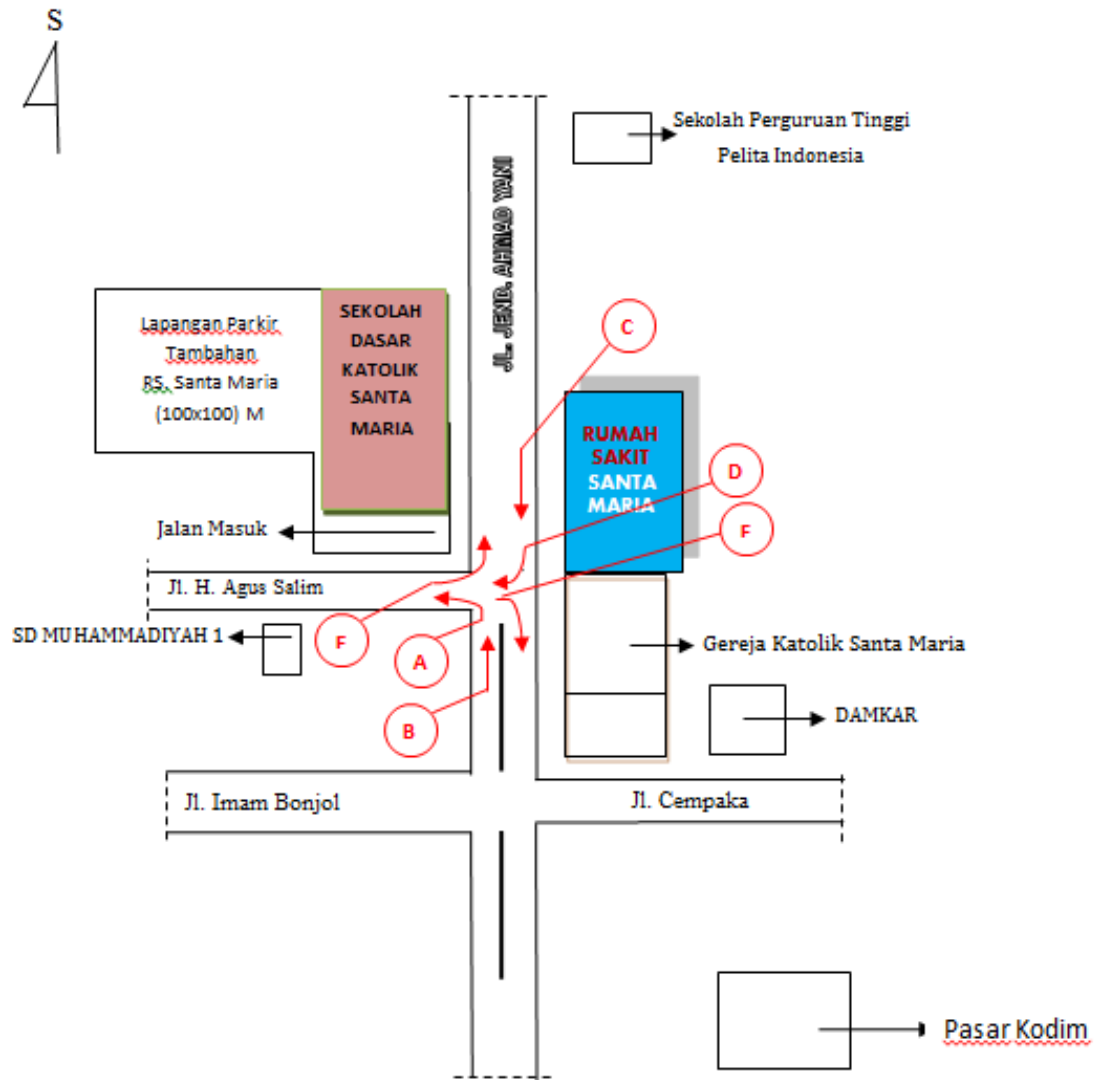 S
Sekolah Perguruan Tinggi
Pelita Indonesia
JL. JEND. AHMAD YANI
Lapangan Parkir
Tambahan
RS. Santa Maria
(100x100) M
SEKOLAH
DASAR
KATOLIK
SANTA
MARIA
C
RUMAH
SAKIT
SANTA
MARIA
D
F
Jalan Masuk
Jl. H. Agus Salim
SD MUHAMMADIYAH 1
F
A
B
Gereja Katolik Santa Maria
DAMKAR
Jl. Imam Bonjol
Jl. Cempaka
Pasar Kodim